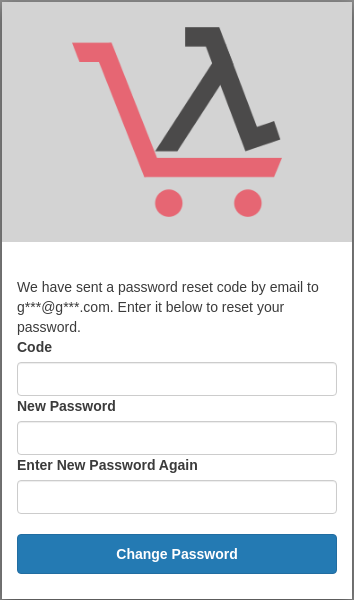 We have sent a password reset code by email to
g***@g***.com. Enter it below to reset your
password.
Code
New Password
Enter New Password Again
Change Password